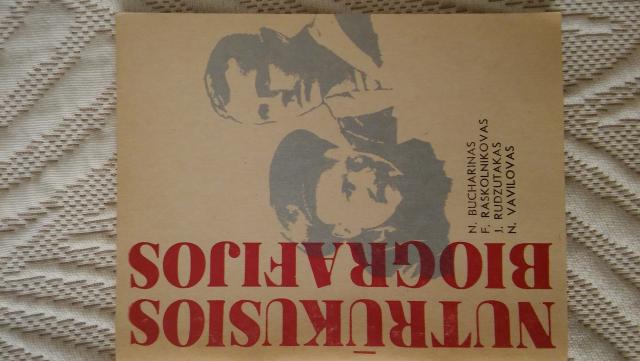 N. BUCHARINAS
F. RASKOLNIKOVAS
J. RUDZUTAKAS
N. VAVILOVAS
NUTRŪKUSIOS
BIOGRAFIJOS